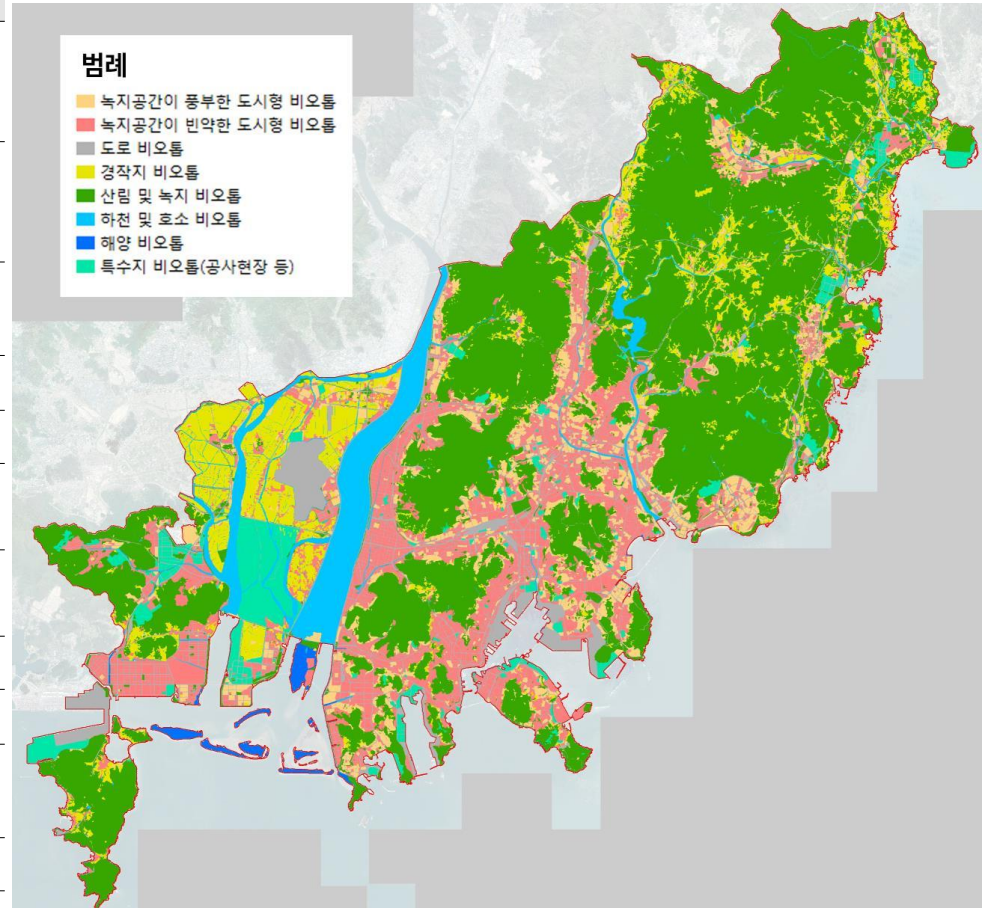 범례
녹지공간이 풍부한 도시형 비오톱
녹지공간이 빈약한 도시형 비오톱
도로 비오톱
경작지 비오톱
산림 및 녹지 비오톱
하천 및 호소 비오톱
해양 비오톱
특수지 비오톱(공사현장 등)